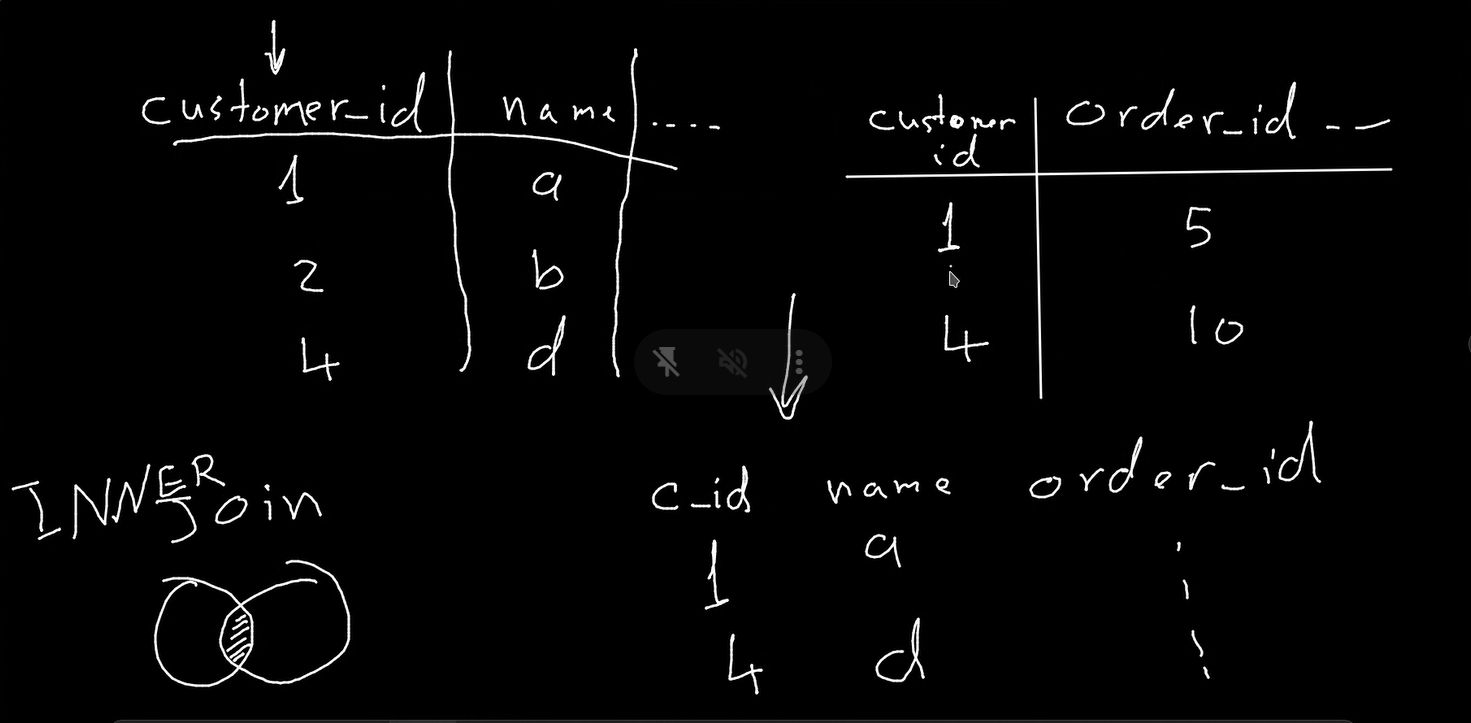 customer_id name ....
1 a
2 b
4 d
customer id order_id --
1 5
4 10
INNER Join
c_id name order_id
1 a
4 d